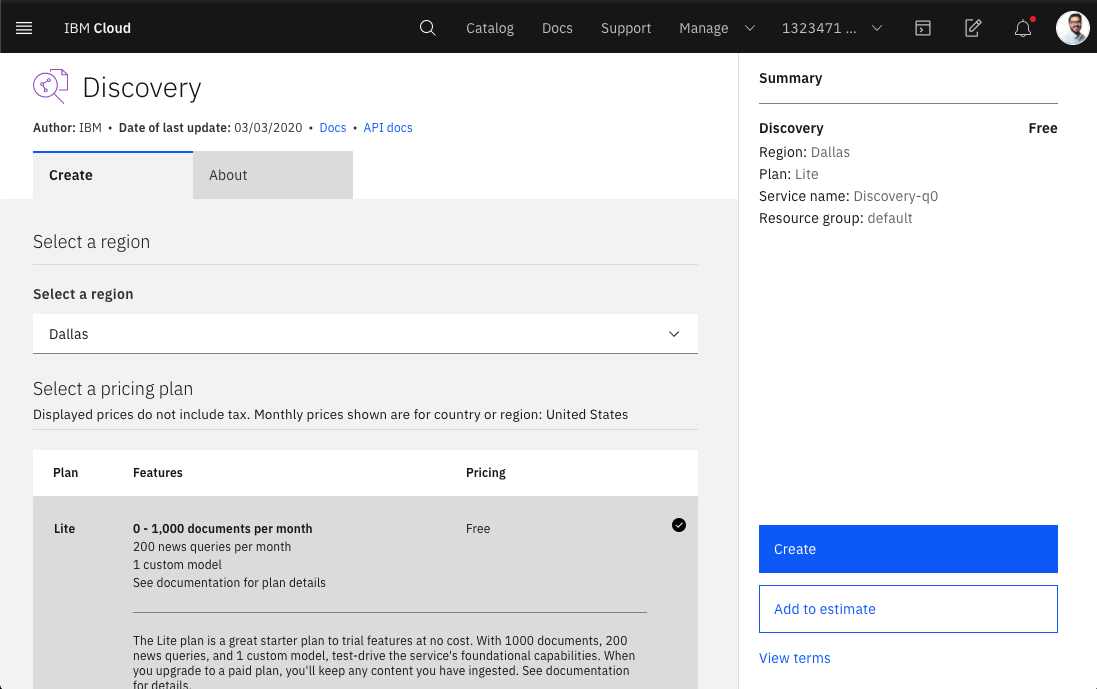 IBM Cloud
Catalog
Docs
Support
Manage
1323471 ...
Discovery
Author: IBM • Date of last update: 03/03/2020 • Docs • API docs
Create
About
Select a region
Select a region
Dallas
Select a pricing plan
Displayed prices do not include tax. Monthly prices shown are for country or region: United States
Plan
Features
Pricing
Lite
0 - 1,000 documents per month
Free
200 news queries per month
1 custom model
See documentation for plan details
The Lite plan is a great starter plan to trial features at no cost. With 1000 documents, 200
news queries, and 1 custom model, test-drive the service's foundational capabilities. When
you upgrade to a paid plan, you'll keep any content you have ingested. See documentation
for details.
Summary
Discovery
Free
Region: Dallas
Plan: Lite
Service name: Discovery-q0
Resource group: default
Create
Add to estimate
View terms